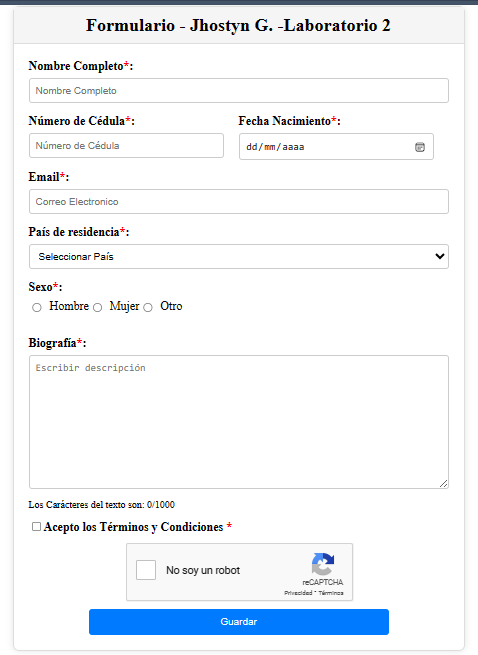 Formulario - Jhostyn G. -Laboratorio 2
Nombre Completo*:
Nombre Completo
Número de Cédula*: Fecha Nacimiento*:
Número de Cédula dd/mm/aaaa
Email*:
Correo Electronico
País de residencia*:
Seleccionar País
Sexo*:
Hombre Mujer Otro
Biografía*:
Escribir descripción
Los Carácteres del texto son: 0/1000
Acepto los Términos y Condiciones *
No soy un robot
reCAPTCHA
Privacidad - Términos
Guardar